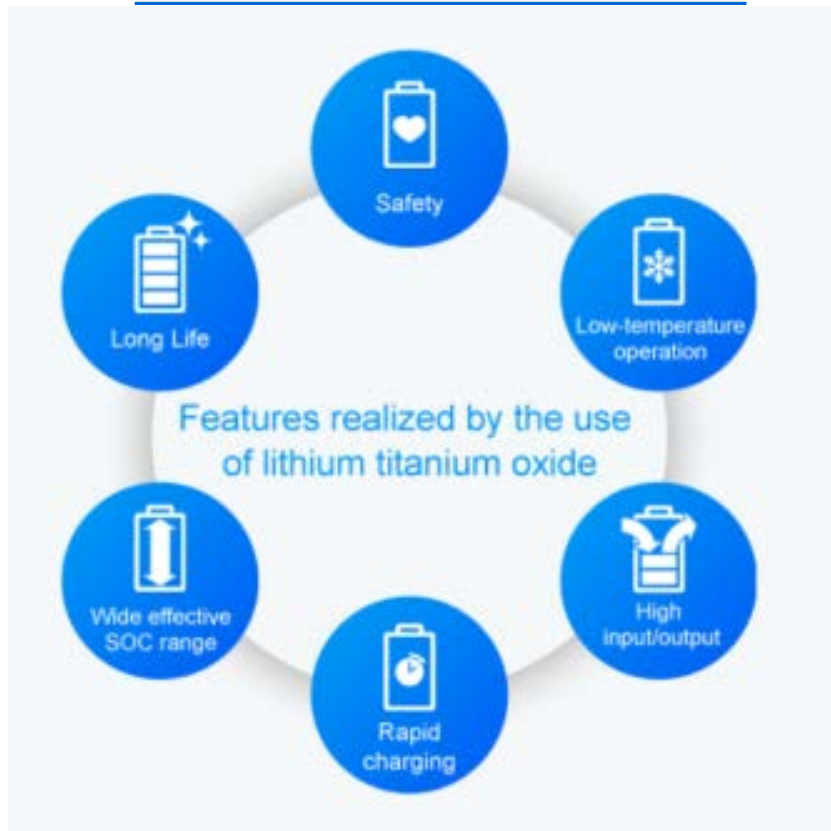 Safety
Long Life
Low-temperature
operation
Features realized by the use
of lithium titanium oxide
Wide effective
SOC range
High
input/output
Rapid
charging